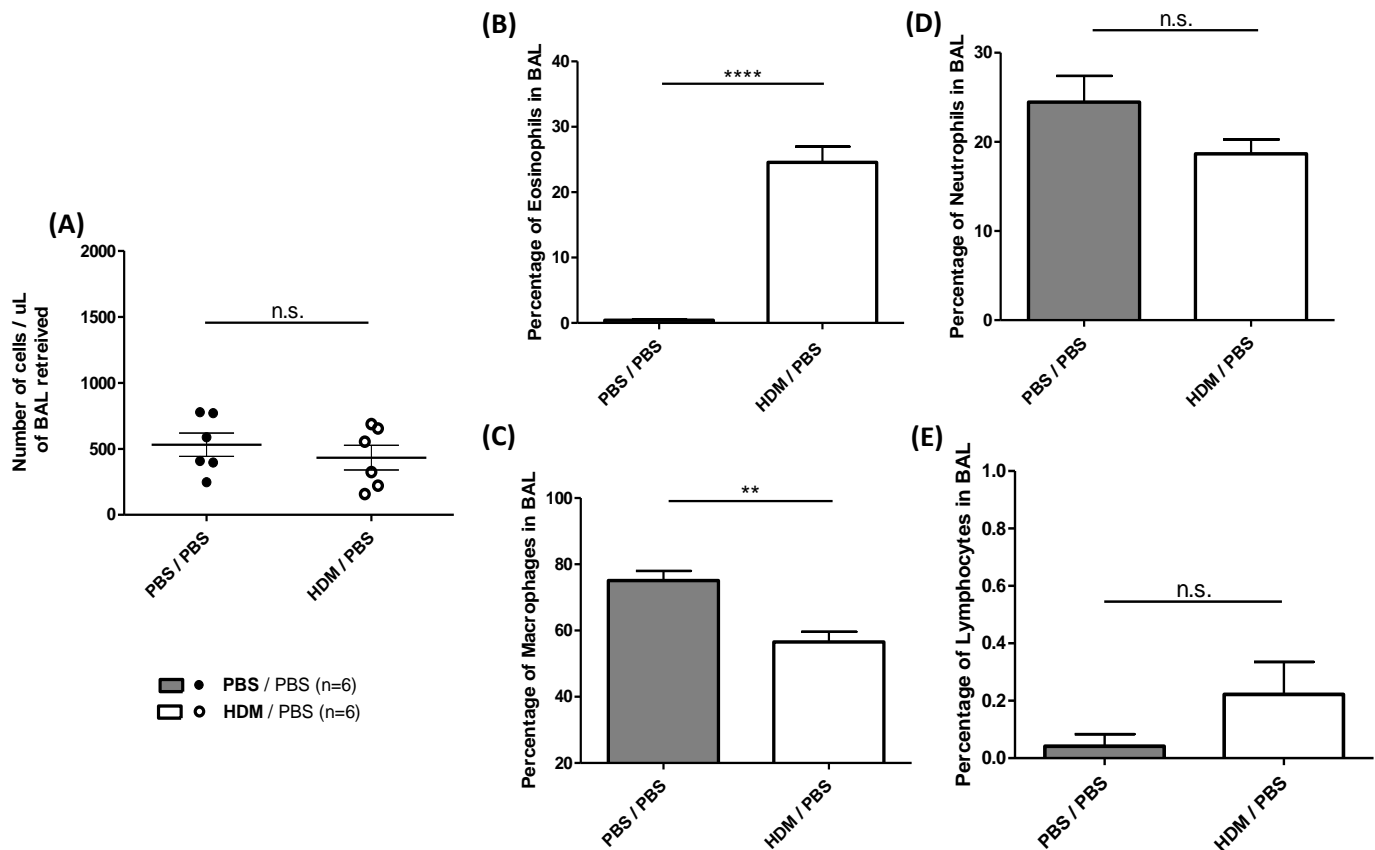 (A)
Number of cells / uL
of BAL retreived
2000
1500
1000
500
0
n.s.
PBS / PBS
HDM / PBS
PBS / PBS (n=6)
HDM / PBS (n=6)
(B)
Percentage of Eosinophils in BAL
40
30
20
10
0
****
PBS / PBS
HDM / PBS
(C)
Percentage of Macrophages in BAL
100
80
60
40
20
**
PBS / PBS
HDM / PBS
(D)
Percentage of Neutrophils in BAL
30
20
10
0
n.s.
PBS / PBS
HDM / PBS
(E)
Percentage of Lymphocytes in BAL
1.0
0.8
0.6
0.4
0.2
0.0
n.s.
PBS / PBS
HDM / PBS